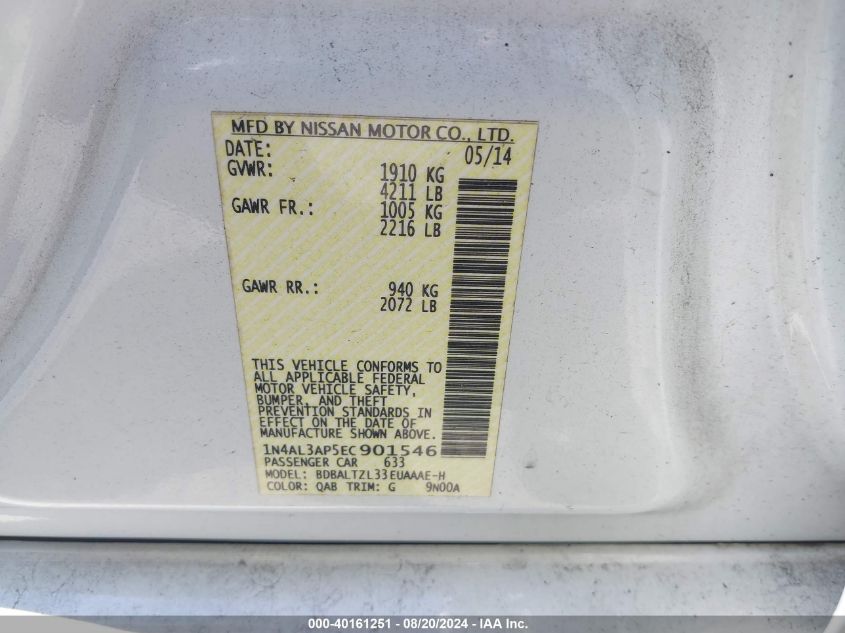 MFD BY NISSAN MOTOR CO., LTD.
DATE: 05/14
GVWR: 1910 KG
4211 LB
GAWR FR.: 1005 KG
2216 LB
GAWR RR.: 940 KG
2072 LB
THIS VEHICLE CONFORMS TO
ALL APPLICABLE FEDERAL
MOTOR VEHICLE SAFETY,
BUMPER, AND THEFT
PREVENTION STANDARDS IN
EFFECT ON THE DATE OF
MANUFACTURE SHOWN ABOVE.
1N4AL3AP5EC901546
PASSENGER CAR 633
MODEL: BDBALTZL33EUAAAE-H
COLOR: QAB TRIM: G 9N00A
000-40161251 - 08/20/2024 - IAA Inc.